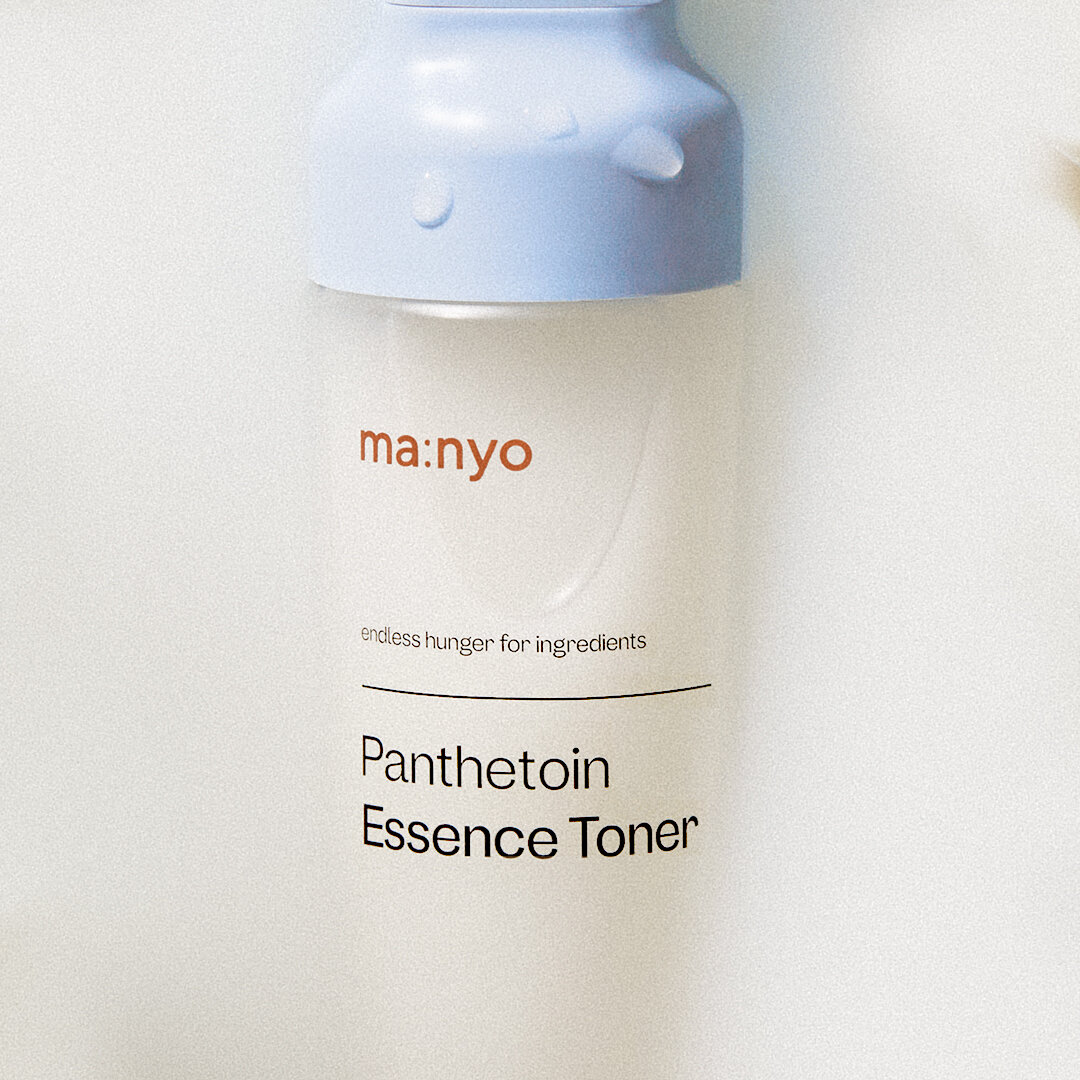 ma:nyo
endless hunger for ingredients
Panthetoin
Essence Toner